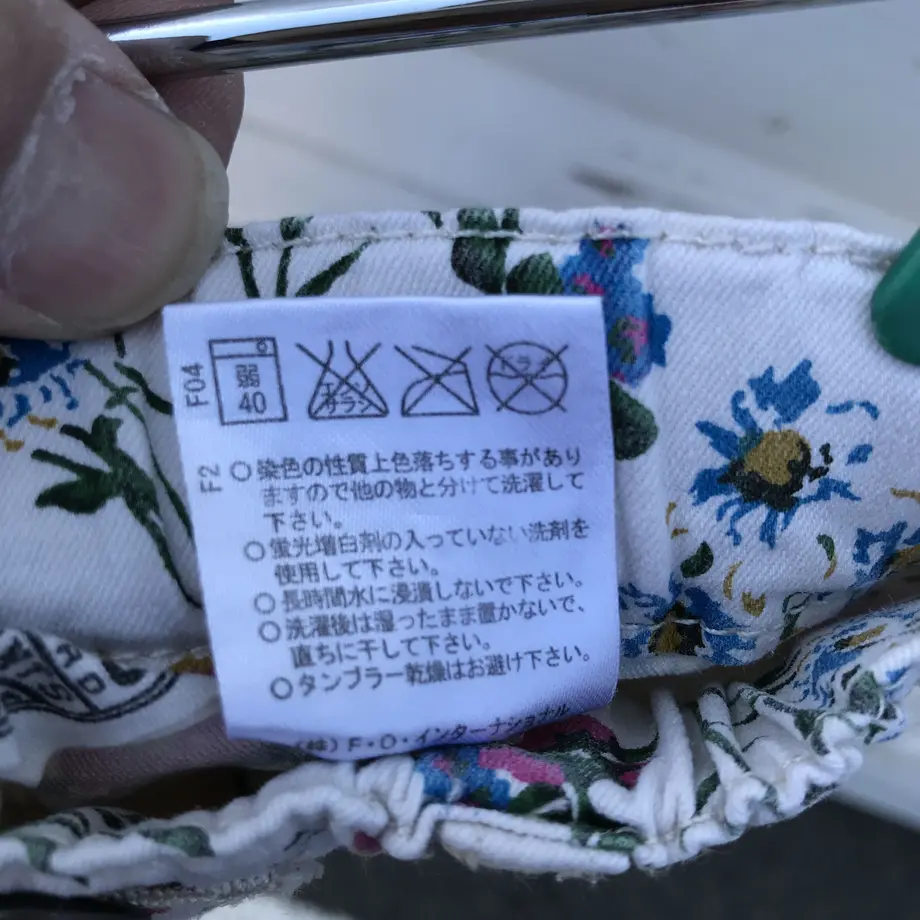 F04
弱
40
エンソ
サラシ
ドライ
F2
○染色の性質上色落ちする事があり
ますので他の物と分けて洗濯して
下さい。
○蛍光増白剤の入っていない洗剤を
使用して下さい。
○長時間水に浸漬しないで下さい。
○洗濯後は湿ったまま置かないで、
直ちに干して下さい。
○タンブラー乾燥はお避け下さい。
(株)F・O・インターナショナル